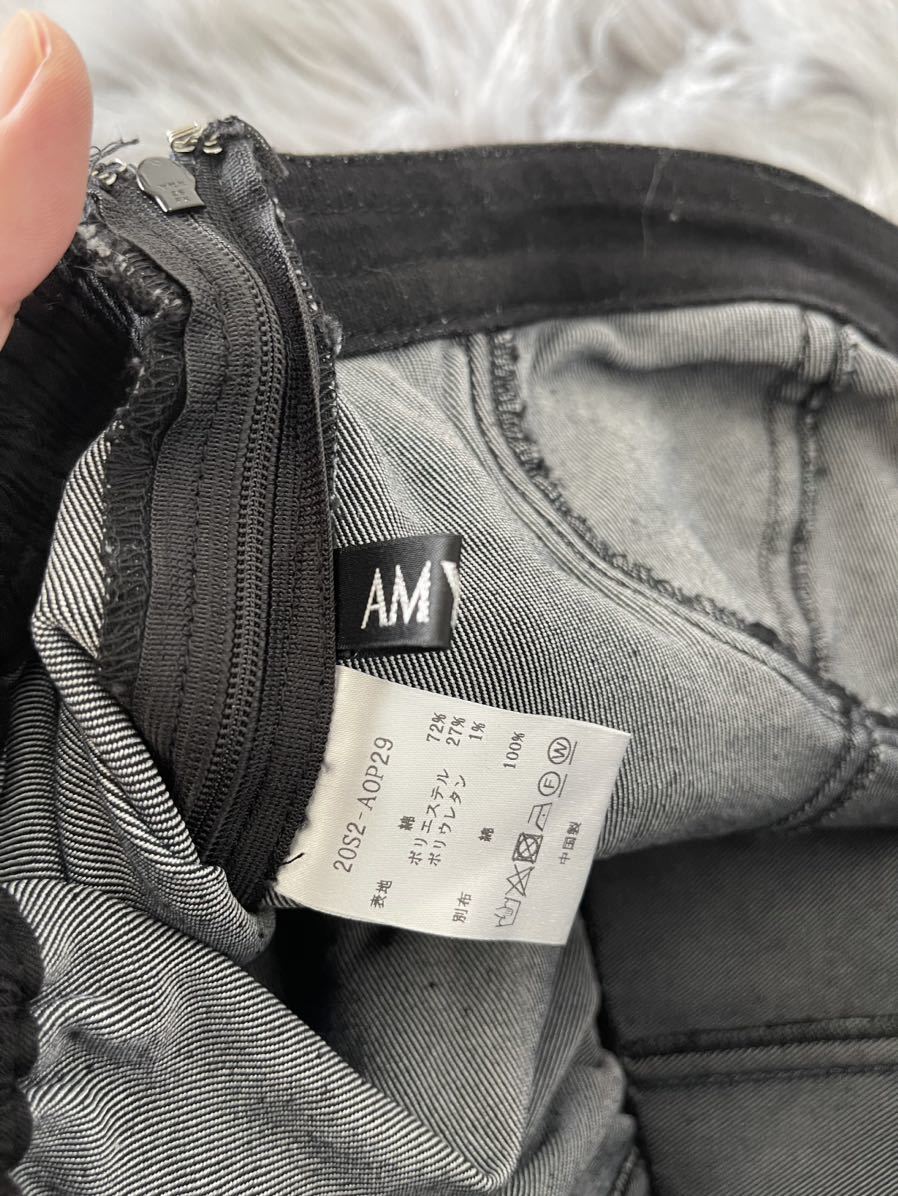 AM
20S2-AOP29
表地 綿 72%
ポリエステル 27%
ポリウレタン 1%
別布 綿 100%
F W
中国製